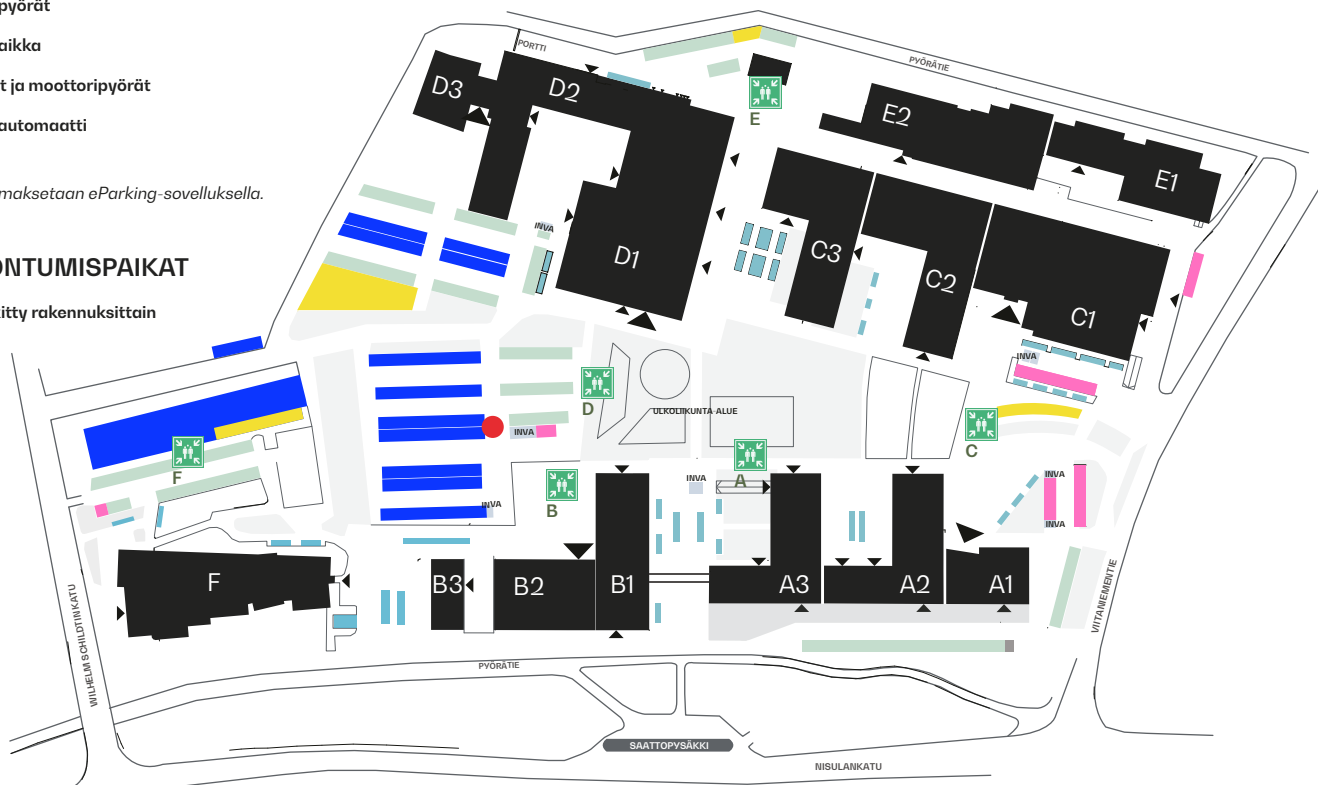 pyörät
aikka
t ja moottoripyörät
automaatti
maksetaan eParking-sovelluksella.
ONTUMISPAIKAT
itty rakennuksittain
PORTTI
PYÖRÄTIE
D3
D2
E
E2
E1
INVA
D1
C3
C2
C1
INVA
D
ULKOLIIKUNTA-ALUE
INVA
C
F
A
B
INVA
INVA
INVA
INVA
F
B3
B2
B1
A3
A2
A1
WILHELM SCHILDTIN KATU
VIITANIEMENTIE
PYÖRÄTIE
SAATTOPYSÄKKI
NISULANKATU